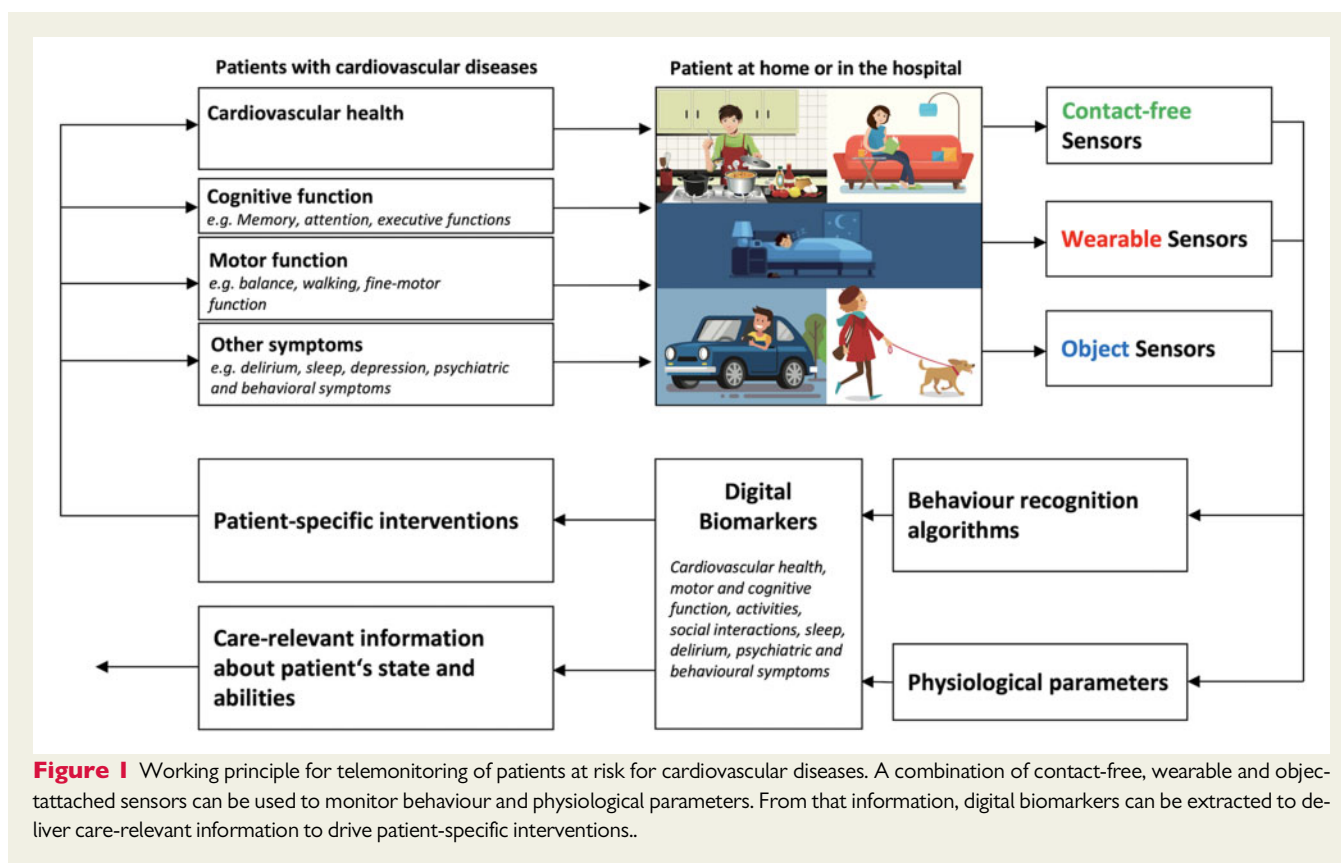 Patients with cardiovascular diseases
Patient at home or in the hospital
Cardiovascular health
Cognitive function
e.g. Memory, attention, executive functions
Motor function
e.g. balance, walking, fine-motor
function
Other symptoms
e.g. delirium, sleep, depression, psychiatric
and behavioral symptoms
Contact-free
Sensors
Wearable Sensors
Object Sensors
Patient-specific interventions
Care-relevant information
about patient‘s state and
abilities
Digital
Biomarkers
Cardiovascular health,
motor and cognitive
function, activities,
social interactions, sleep,
delirium, psychiatric and
behavioural symptoms
Behaviour recognition
algorithms
Physiological parameters
Figure 1 Working principle for telemonitoring of patients at risk for cardiovascular diseases. A combination of contact-free, wearable and objec-
tattached sensors can be used to monitor behaviour and physiological parameters. From that information, digital biomarkers can be extracted to de-
liver care-relevant information to drive patient-specific interventions..